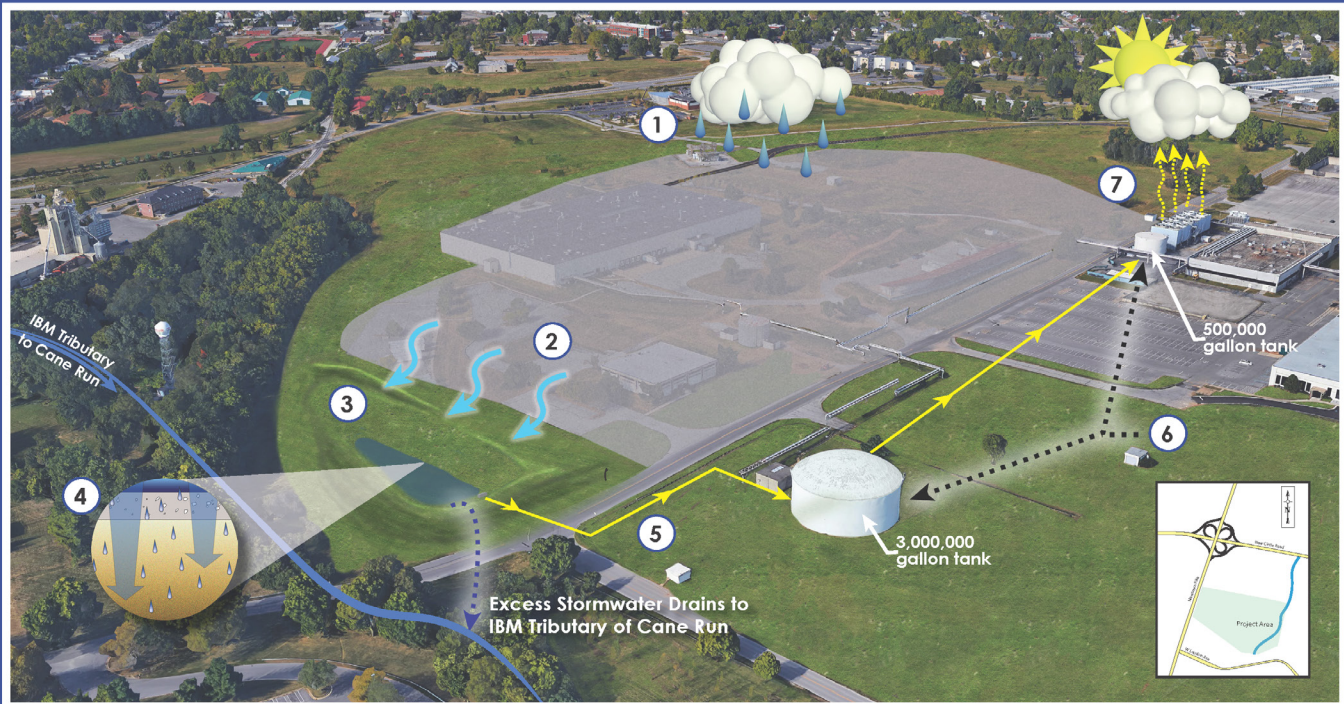 1
7
2
IBM Tributary
to Cane Run
500,000
gallon tank
3
6
4
5
3,000,000
gallon tank
Excess Stormwater Drains to
IBM Tributary of Cane Run
N
Project Area